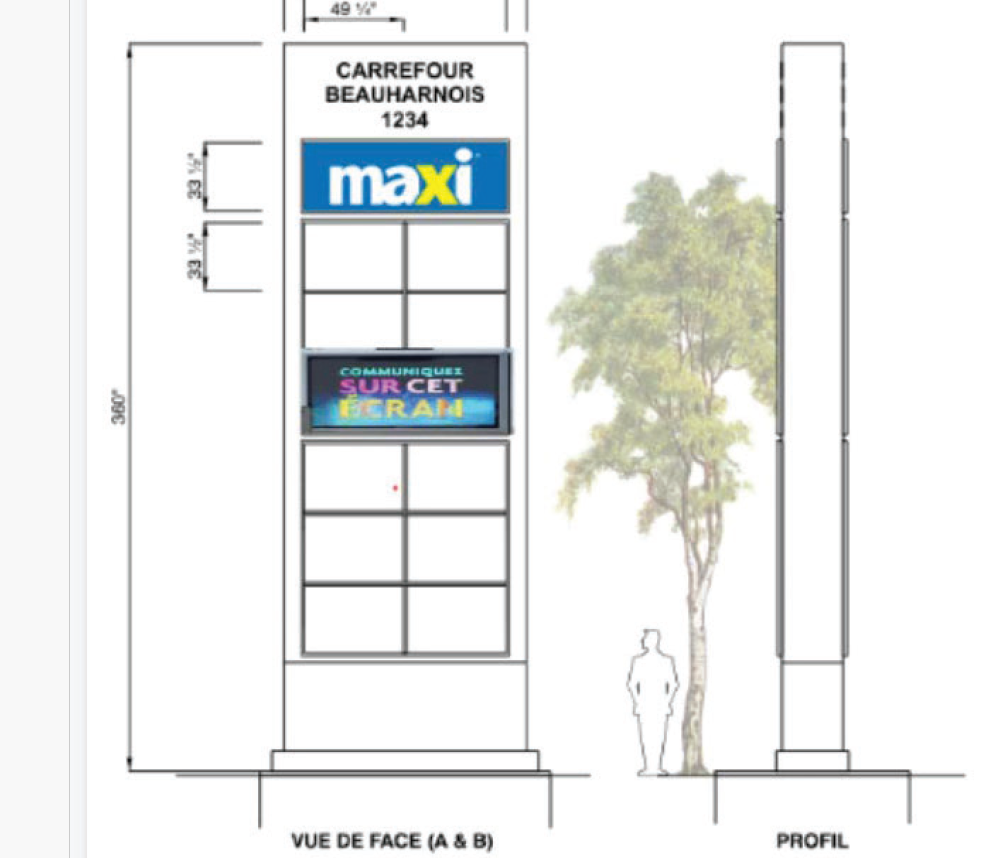 49 ¼"
CARREFOUR
BEAUHARNOIS
1234
33 ½"
maxi
33 ½"
COMMUNIQUEZ
SUR CET
ÉCRAN
360"
VUE DE FACE (A & B)
PROFIL